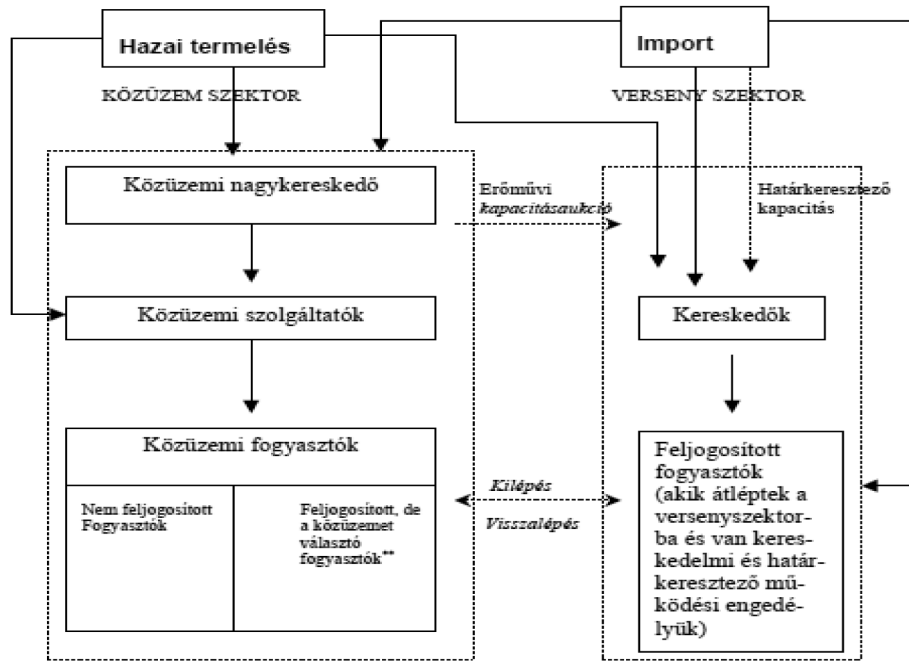 Hazai termelés
Import
KÖZÜZEM SZEKTOR
VERSENY SZEKTOR
Közüzemi nagykereskedő
Erőművi
kapacitásaukció
Határkeresztező
kapacitás
Közüzemi szolgáltatók
Kereskedők
Közüzemi fogyasztók
Nem feljogosított
Fogyasztók
Feljogosított, de
a közüzemet
választó
fogyasztók**
Kilépés
Visszalépés
Feljogosított
fogyasztók
(akik átléptek a
versenyszektor-
ba és van keres-
kedelmi és határ-
keresztező mű-
ködési engedé-
lyük)